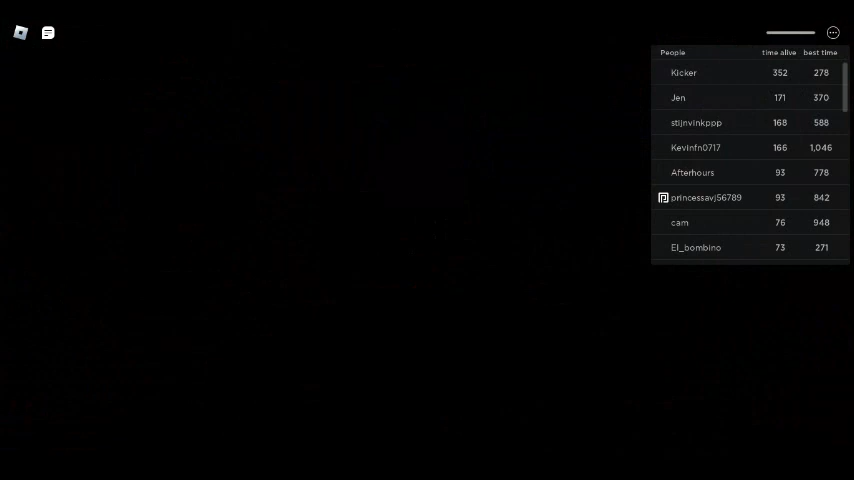 People time alive best time
Kicker 352 278
Jen 171 370
stijnvinkppp 168 588
Kevinfn0717 166 1,046
Afterhours 93 778
princessavj56789 93 842
cam 76 948
El_bombino 73 271